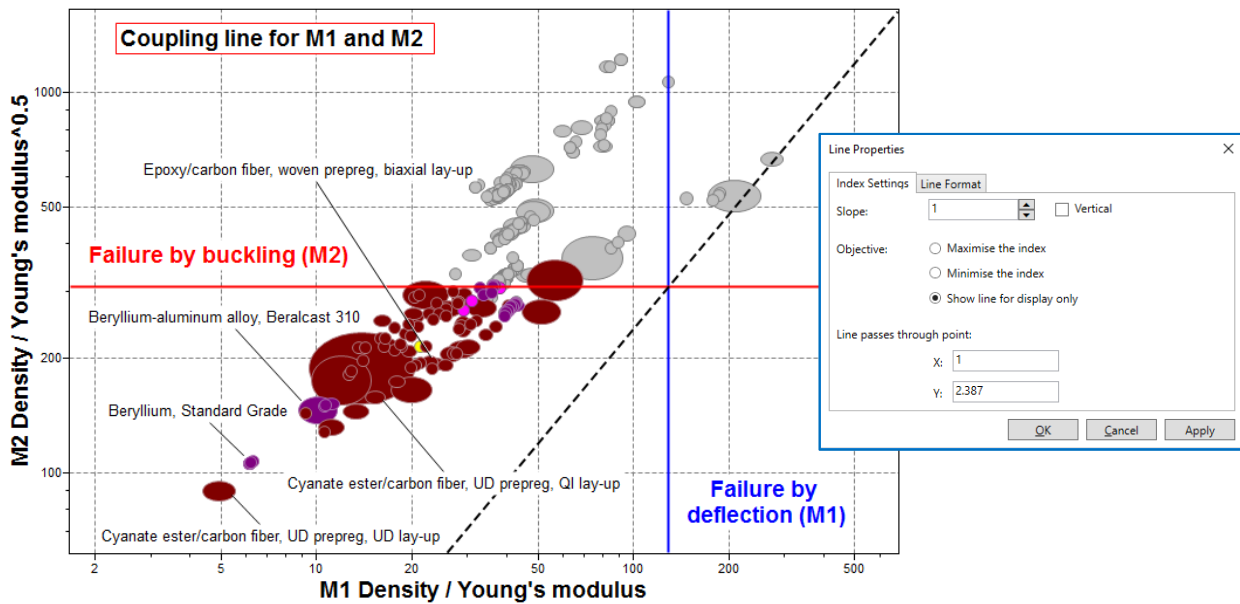 Coupling line for M1 and M2
M2 Density / Young's modulus^0.5
1000
500
200
100
Epoxy/carbon fiber, woven prepreg, biaxial lay-up
Failure by buckling (M2)
Beryllium-aluminum alloy, Beralcast 310
Beryllium, Standard Grade
Cyanate ester/carbon fiber, UD prepreg, QI lay-up
Cyanate ester/carbon fiber, UD prepreg, UD lay-up
Failure by
deflection (M1)
2 5 10 20 50 100 200 500
M1 Density / Young's modulus
Line Properties
Index Settings Line Format
Slope: 1 Vertical
Objective: Maximise the index
Minimise the index
Show line for display only
Line passes through point:
X: 1
Y: 2.387
OK Cancel Apply